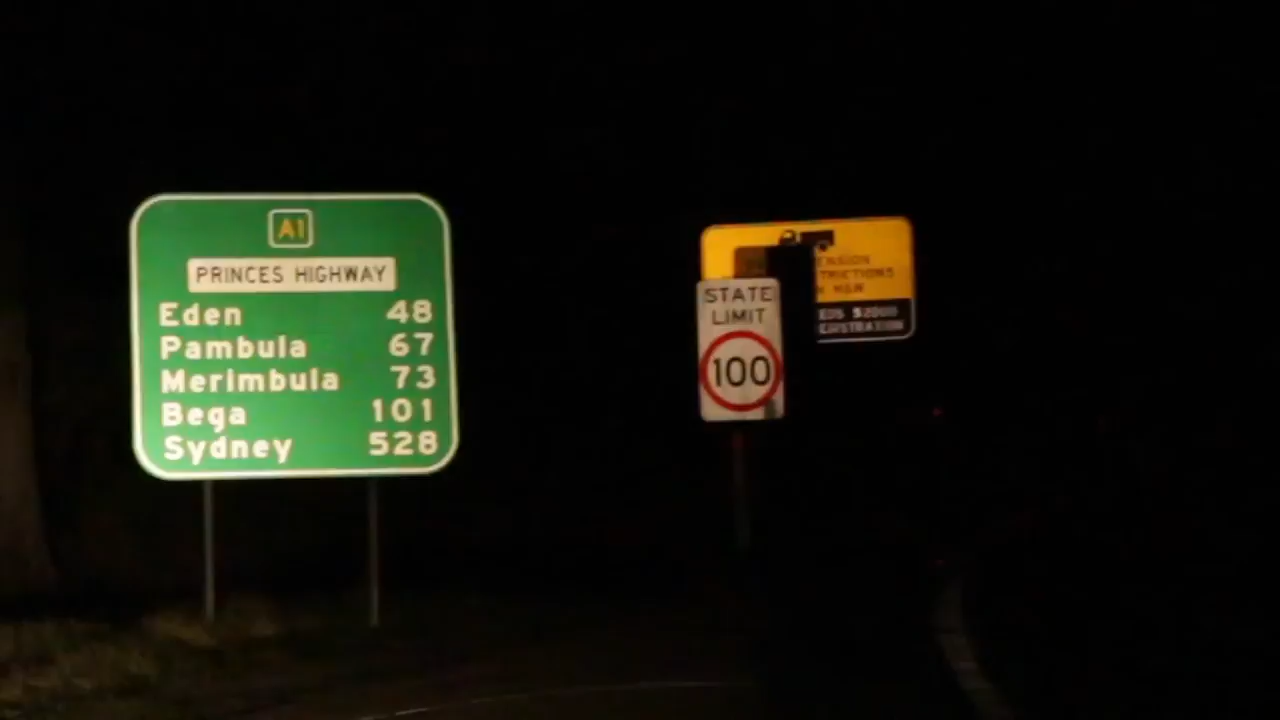 A1
PRINCES HIGHWAY
Eden 48
Pambula 67
Merimbula 73
Bega 101
Sydney 528
STATE
LIMIT
100